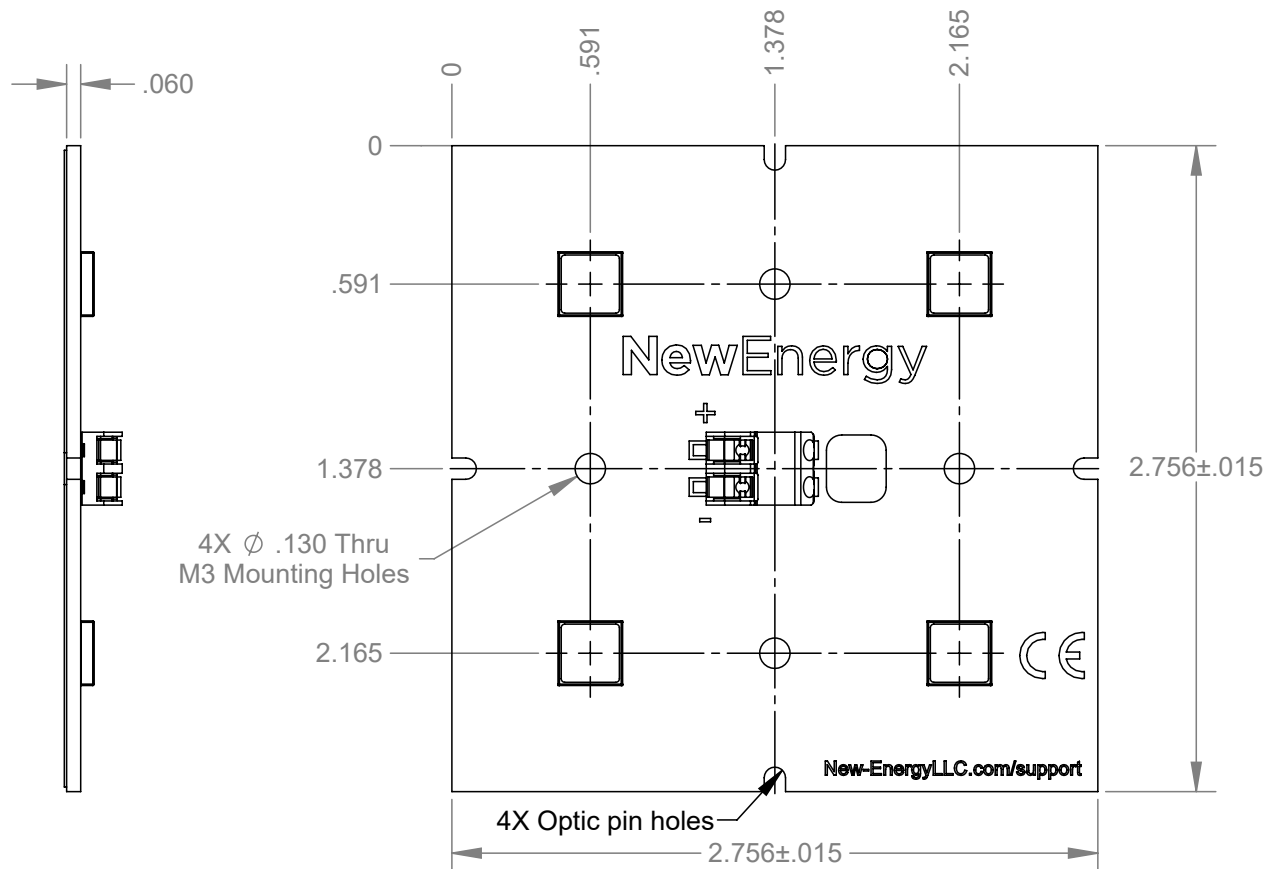 0
.591
1.378
2.165
.060
0
.591
NewEnergy
+
1.378
2.756±.015
-
4X ⌀ .130 Thru
M3 Mounting Holes
2.165
CE
New-EnergyLLC.com/support
4X Optic pin holes
2.756±.015